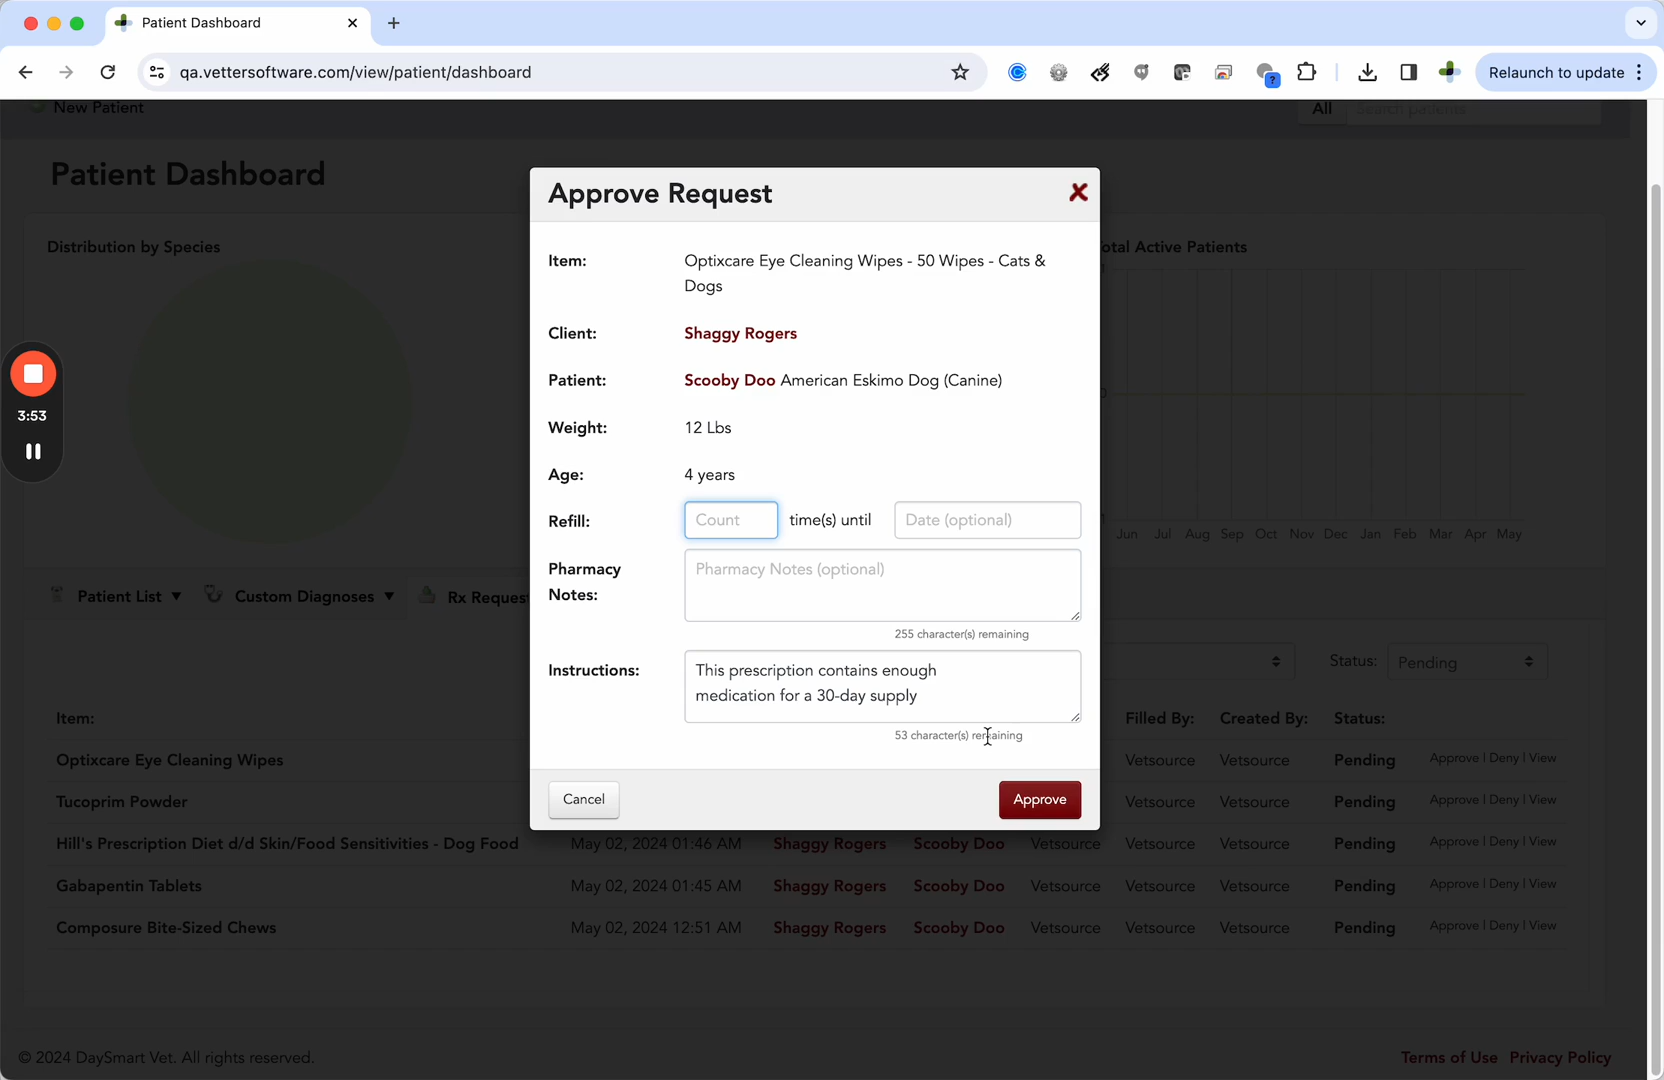 Patient Dashboard
qa.vettersoftware.com/view/patient/dashboard
Relaunch to update
New Patient
All
Search patients
Patient Dashboard
Distribution by Species
Total Active Patients
Approve Request
Item:
Optixcare Eye Cleaning Wipes - 50 Wipes - Cats &
Dogs
Client:
Shaggy Rogers
Patient:
Scooby Doo American Eskimo Dog (Canine)
Weight:
12 Lbs
Age:
4 years
Refill:
Count
time(s) until
Date (optional)
Pharmacy
Notes:
Pharmacy Notes (optional)
255 character(s) remaining
Instructions:
This prescription contains enough
medication for a 30-day supply
53 character(s) remaining
Cancel
Approve
3:53
Jun Jul Aug Sep Oct Nov Dec Jan Feb Mar Apr May
Patient List
Custom Diagnoses
Rx Request
Status:
Pending
Item:
Filled By: Created By: Status:
Optixcare Eye Cleaning Wipes Vetsource Vetsource Pending Approve | Deny | View
Tucoprim Powder Vetsource Vetsource Pending Approve | Deny | View
Hill's Prescription Diet d/d Skin/Food Sensitivities - Dog Food May 02, 2024 01:46 AM Shaggy Rogers Scooby Doo Vetsource Vetsource Vetsource Pending Approve | Deny | View
Gabapentin Tablets May 02, 2024 01:45 AM Shaggy Rogers Scooby Doo Vetsource Vetsource Vetsource Pending Approve | Deny | View
Composure Bite-Sized Chews May 02, 2024 12:51 AM Shaggy Rogers Scooby Doo Vetsource Vetsource Vetsource Pending Approve | Deny | View
© 2024 DaySmart Vet. All rights reserved.
Terms of Use Privacy Policy